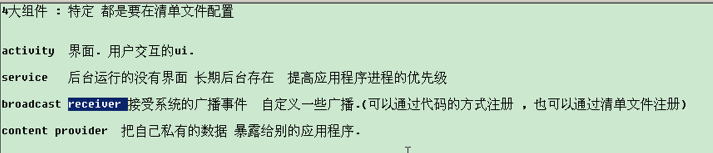 4大组件 : 特定 都是要在清单文件配置
activity 界面. 用户交互的ui.
service 后台运行的没有界面 长期后台存在 提高应用程序进程的优先级
broadcast receiver 接受系统的广播事件 自定义一些广播.(可以通过代码的方式注册 , 也可以通过清单文件注册)
content provider 把自己私有的数据 暴露给别的应用程序.